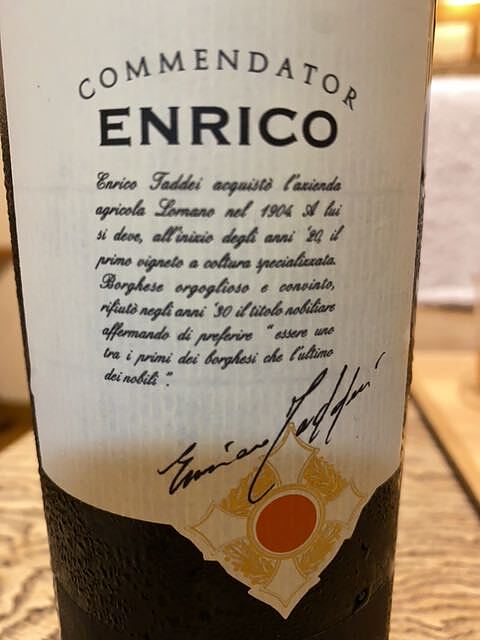 COMMENDATOR
ENRICO
Enrico Taddei acquistò l'azienda
agricola Lornano nel 1904. A lui
si deve, all'inizio degli anni '20, il
primo vigneto a coltura specializzata.
Borghese orgoglioso e convinto,
rifiutò negli anni '30 il titolo nobiliare
affermando di preferire "essere uno
tra i primi dei borghesi che l'ultimo
dei nobili".
Enrico Taddei